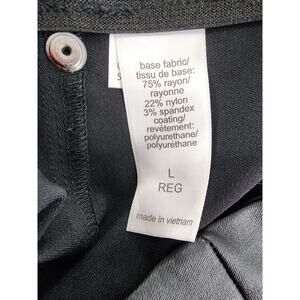 base fabric/
tissu de base:
75% rayon/
rayonne
22% nylon
3% spandex
coating/
revêtement:
polyurethane/
polyuréthane
L
REG
made in vietnam